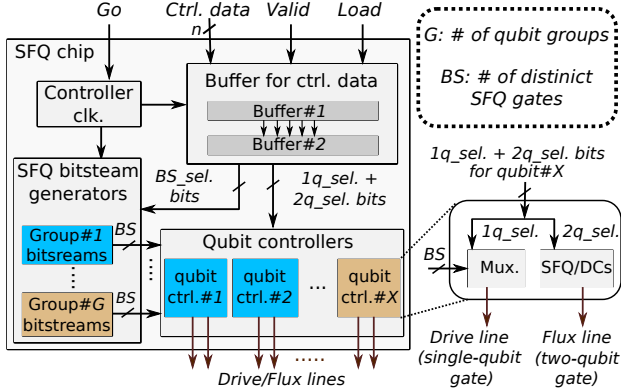 Go
Ctrl. data
n
Valid
Load
SFQ chip
Controller
clk.
Buffer for ctrl. data
Buffer#1
Buffer#2
G: # of qubit groups
BS: # of distinct
SFQ gates
SFQ bitsteam
generators
BS_sel.
bits
1q_sel. +
2q_sel. bits
Group#1
bitsreams
BS
Group#G
bitstreams
BS
Qubit controllers
qubit
ctrl.#1
qubit
ctrl.#2
...
qubit
ctrl.#X
Drive/Flux lines
1q_sel. + 2q_sel. bits
for qubit#X
1q_sel.
2q_sel.
BS
Mux.
SFQ/DCs
Drive line
(single-qubit
gate)
Flux line
(two-qubit
gate)